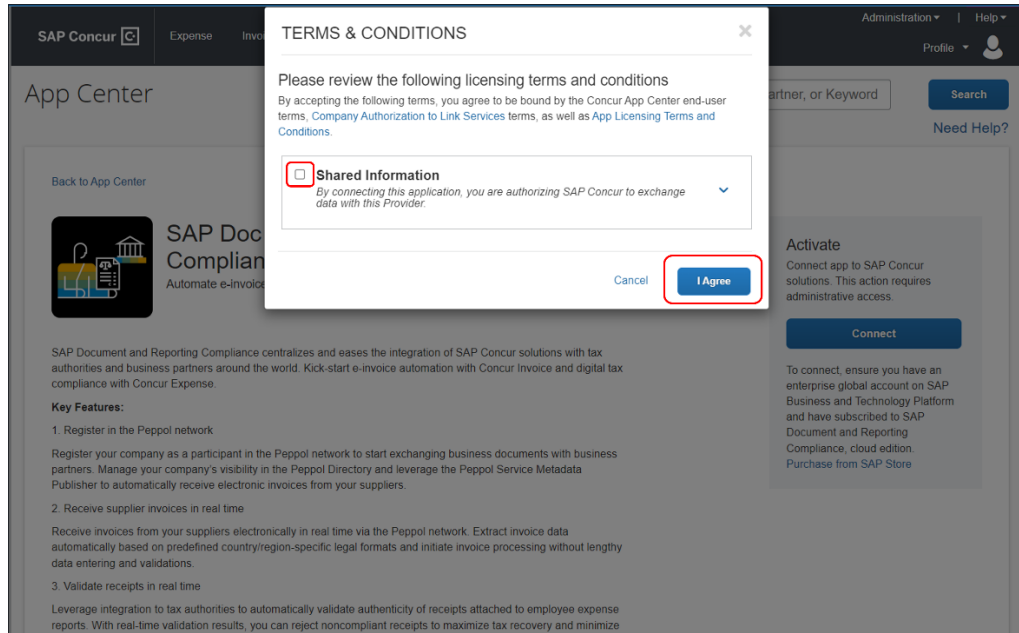 Administration | Help
SAP Concur C Expense Invoi
Profile
App Center
artner, or Keyword Search
Need Help?
TERMS & CONDITIONS ×
Please review the following licensing terms and conditions
By accepting the following terms, you agree to be bound by the Concur App Center end-user
terms, Company Authorization to Link Services terms, as well as App Licensing Terms and
Conditions.
Shared Information
By connecting this application, you are authorizing SAP Concur to exchange
data with this Provider.
Cancel I Agree
Back to App Center
SAP Doc
Complian
Automate e-invoice
Activate
Connect app to SAP Concur
solutions. This action requires
administrative access.
Connect
To connect, ensure you have an
enterprise global account on SAP
Business and Technology Platform
and have subscribed to SAP
Document and Reporting
Compliance, cloud edition.
Purchase from SAP Store
SAP Document and Reporting Compliance centralizes and eases the integration of SAP Concur solutions with tax
authorities and business partners around the world. Kick-start e-invoice automation with Concur Invoice and digital tax
compliance with Concur Expense.
Key Features:
1. Register in the Peppol network
Register your company as a participant in the Peppol network to start exchanging business documents with business
partners. Manage your company's visibility in the Peppol Directory and leverage the Peppol Service Metadata
Publisher to automatically receive electronic invoices from your suppliers.
2. Receive supplier invoices in real time
Receive invoices from your suppliers electronically in real time via the Peppol network. Extract invoice data
automatically based on predefined country/region-specific legal formats and initiate invoice processing without lengthy
data entering and validations.
3. Validate receipts in real time
Leverage integration to tax authorities to automatically validate authenticity of receipts attached to employee expense
reports. With real-time validation results, you can reject noncompliant receipts to maximize tax recovery and minimize